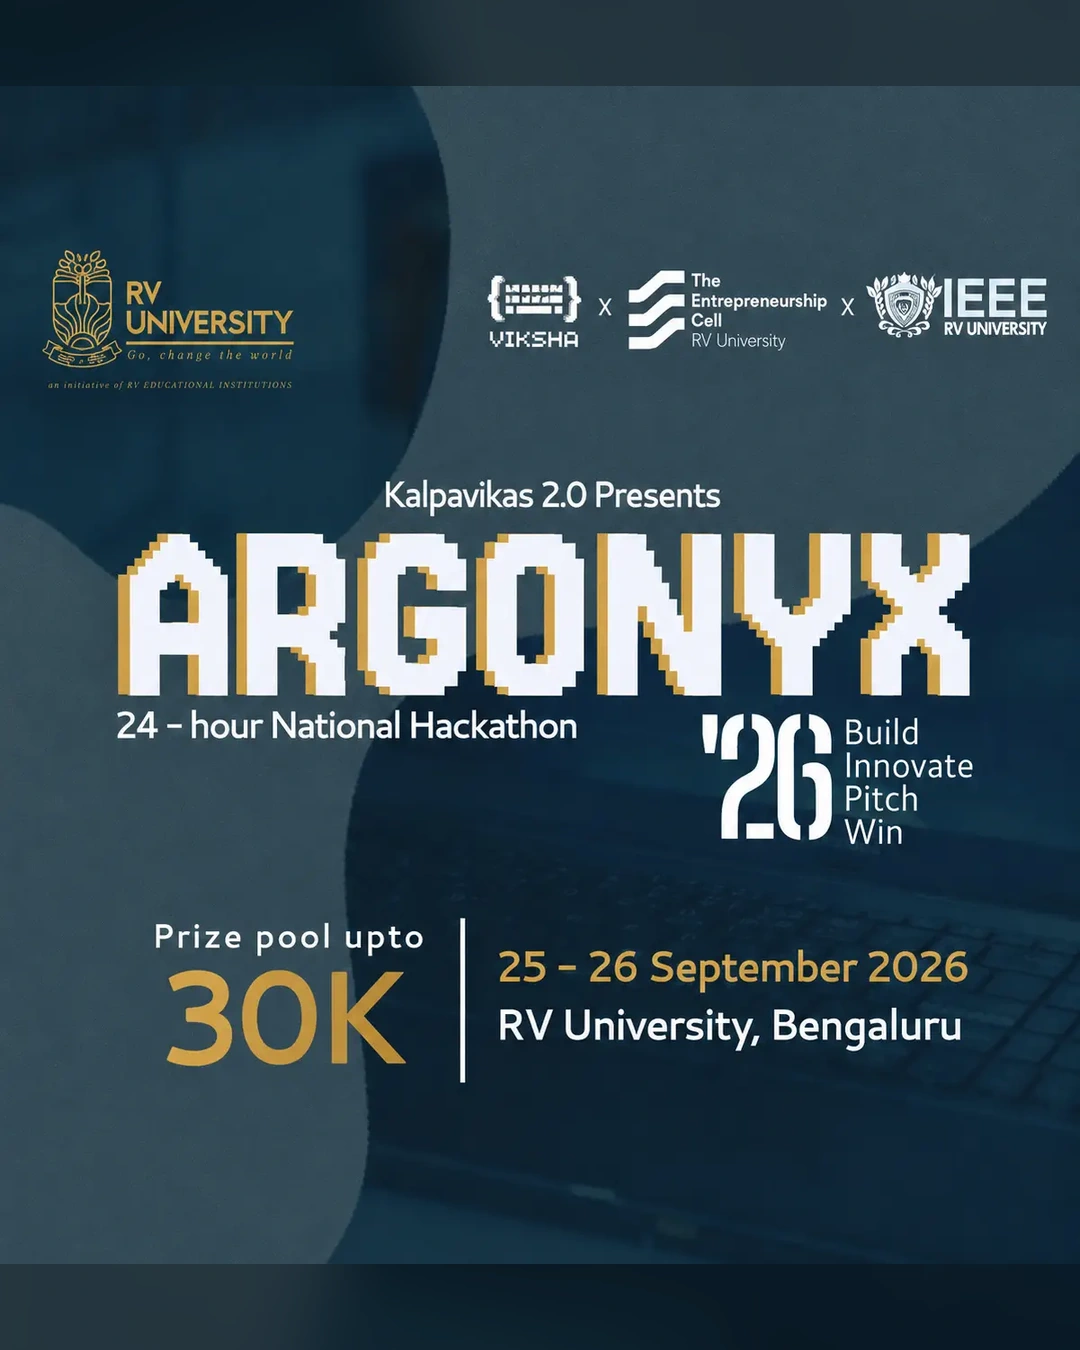 RV
UNIVERSITY
Go, change the world
an initiative of RV EDUCATIONAL INSTITUTIONS
VIKSHA
X
The
Entrepreneurship
Cell
RV University
X
IEEE
RV UNIVERSITY
Kalpavikas 2.0 Presents
ARGONYX
24 – hour National Hackathon
'26
Build
Innovate
Pitch
Win
Prize pool upto
30K
25 – 26 September 2026
RV University, Bengaluru